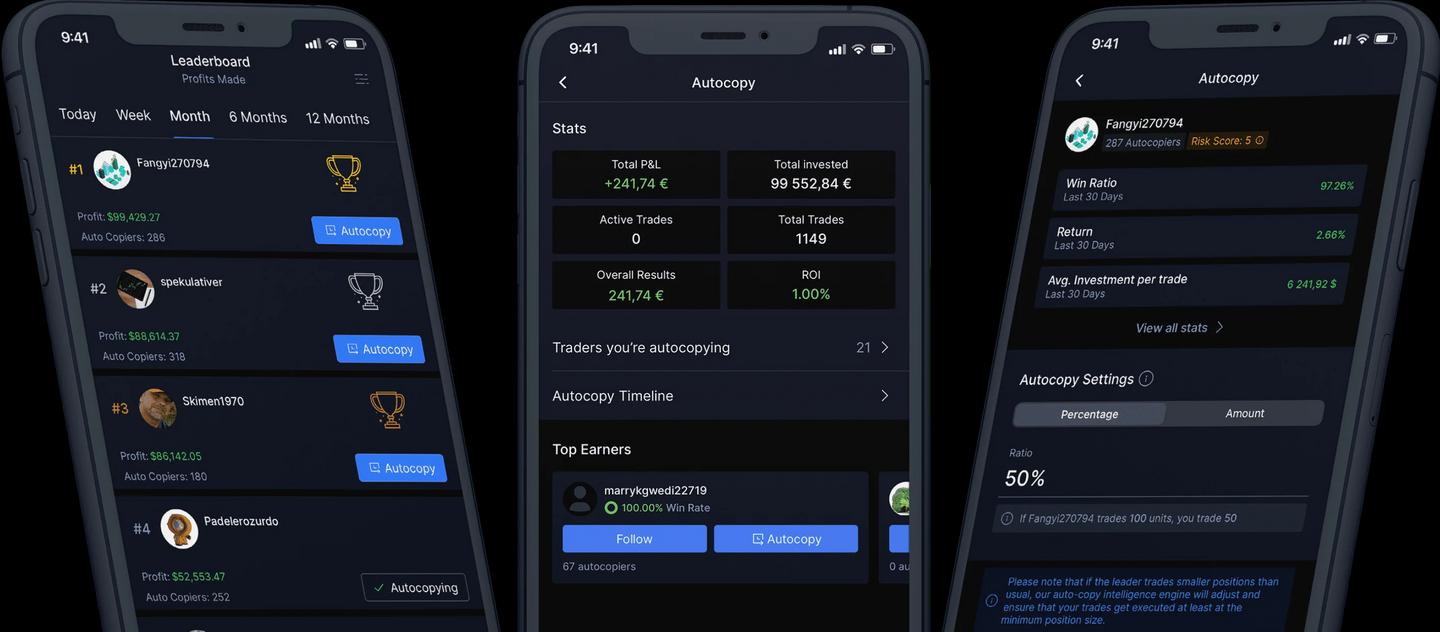 9:41
Leaderboard
Profits Made
Today Week Month 6 Months 12 Months
#1 Fangyi270794
Profit: $99,429.27
Auto Copiers: 286
Autocopy
#2 spekulativer
Profit: $88,614.37
Auto Copiers: 318
Autocopy
#3 Skimen1970
Profit: $86,142.05
Auto Copiers: 180
Autocopy
#4 Padelerozurdo
Profit: $52,553.47
Auto Copiers: 252
Autocopying
9:41
Autocopy
Stats
Total P&L
+241,74 €
Total invested
99 552,84 €
Active Trades
0
Total Trades
1149
Overall Results
241,74 €
ROI
1.00%
Traders you're autocopying 21
Autocopy Timeline
Top Earners
marrykgwedi22719
100.00% Win Rate
Follow
Autocopy
67 autocopiers
0 au
9:41
Autocopy
Fangyi270794
287 Autocopiers Risk Score: 5
Win Ratio
Last 30 Days
97.26%
Return
Last 30 Days
2.66%
Avg. Investment per trade
Last 30 Days
6 241,92 $
View all stats
Autocopy Settings
Percentage Amount
Ratio
50%
If Fangyi270794 trades 100 units, you trade 50
Please note that if the leader trades smaller positions than
usual, our auto-copy intelligence engine will adjust and
ensure that your trades get executed at least at the
minimum position size.